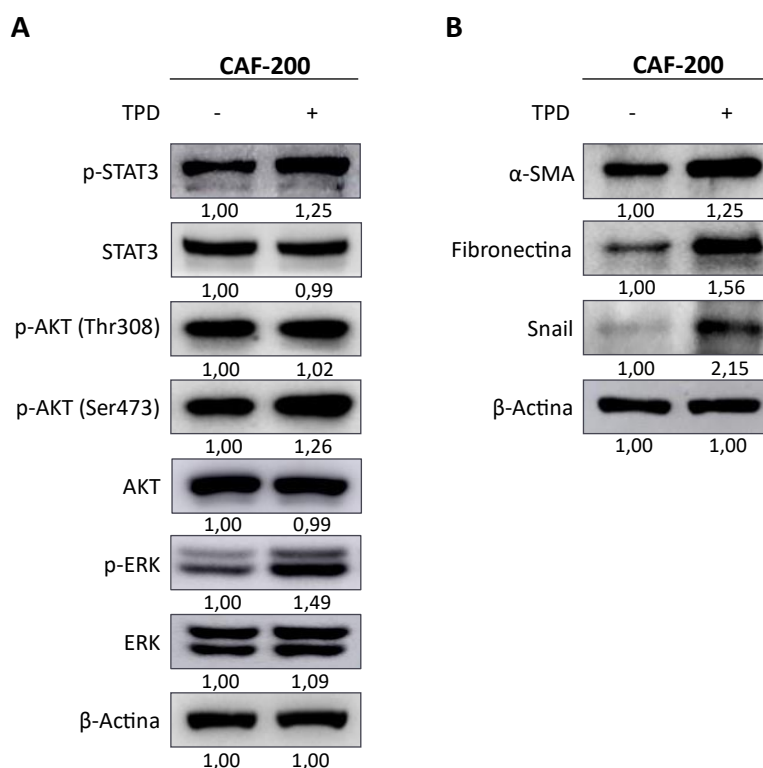 A
CAF-200
TPD - +
p-STAT3
1,00 1,25
STAT3
1,00 0,99
p-AKT (Thr308)
1,00 1,02
p-AKT (Ser473)
1,00 1,26
AKT
1,00 0,99
p-ERK
1,00 1,49
ERK
1,00 1,09
β-Actina
1,00 1,00
B
CAF-200
TPD - +
α-SMA
1,00 1,25
Fibronectina
1,00 1,56
Snail
1,00 2,15
β-Actina
1,00 1,00